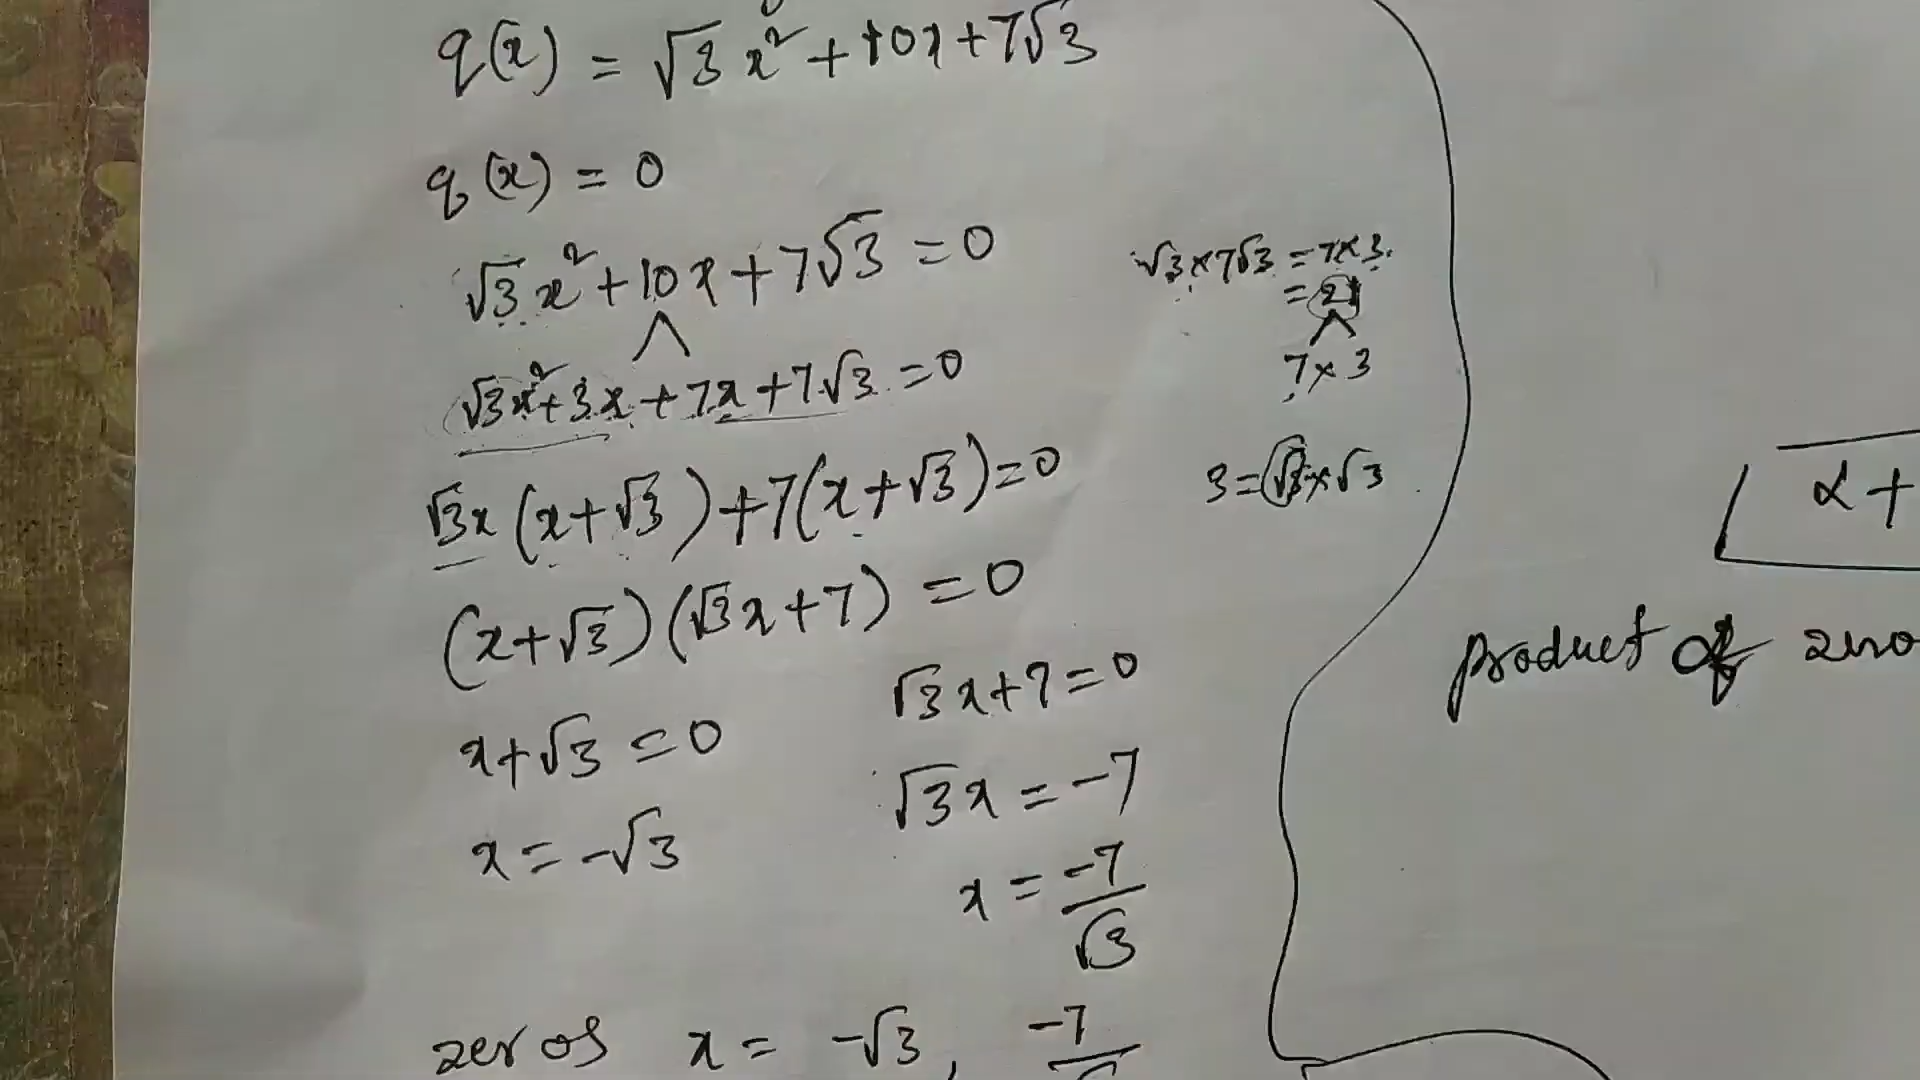 q(x) = √3 x² + 10x + 7√3
q(x) = 0
√3 x² + 10x + 7√3 = 0
√3x² + 3x + 7x + 7√3 = 0
√3x (x + √3) + 7(x + √3) = 0
(x + √3) (√3x + 7) = 0
x + √3 = 0
x = -√3
√3x + 7 = 0
√3x = -7
x = -7/√3
zeros x = -√3, -7
√3 × 7√3 = 7×3
= 21
7 × 3
3 = √3 × √3
α +
product of zero